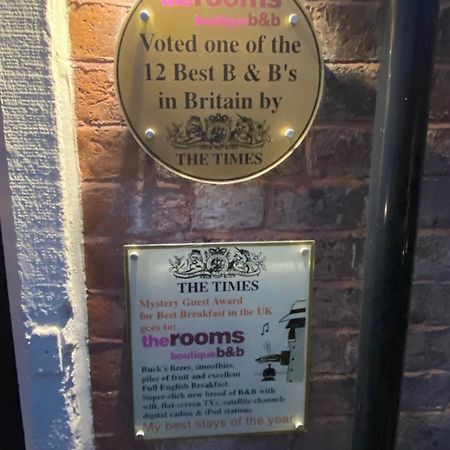 therooms
boutiqueb&b
Voted one of the
12 Best B & B's
in Britain by
THE TIMES
THE TIMES
Mystery Guest Award
for Best Breakfast in the UK
goes to:
therooms
boutiqueb&b
Buck's fizzes, smoothies,
piles of fruit and excellent
Full English Breakfast.
Super-slick new breed of B&B with
wifi, flat-screen TVs, satellite channels
digital radios & iPod stations
My best stays of the year